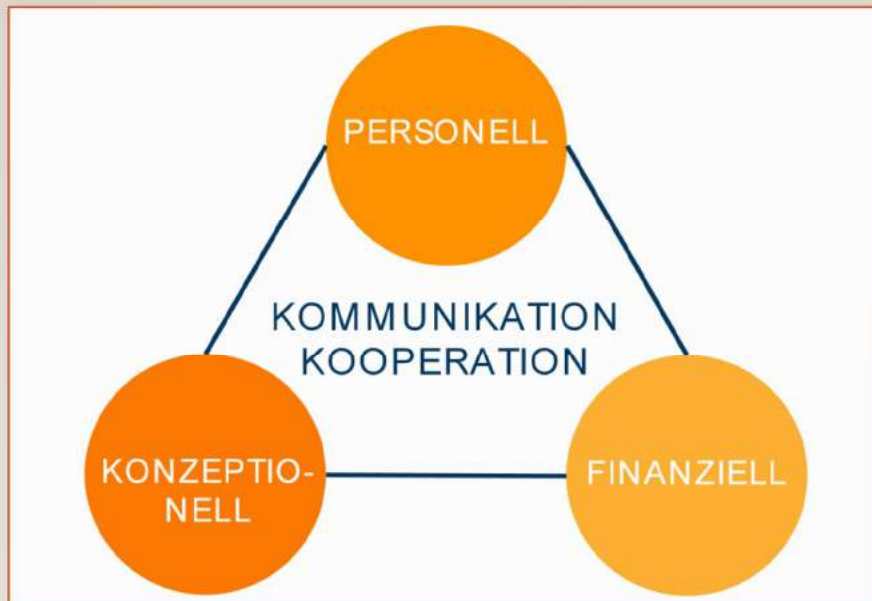 PERSONELL
KOMMUNIKATION
KOOPERATION
KONZEPTIO-
NELL
FINANZIELL